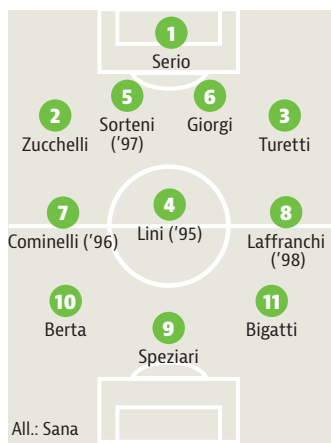 1
Serio
5
6
2
Sorteni
('97)
Giorgi
3
Zucchelli
Turetti
4
7
8
Lini ('95)
Cominelli ('96)
Laffranchi
('98)
10
11
Berta
9
Bigatti
Speziari
All.: Sana